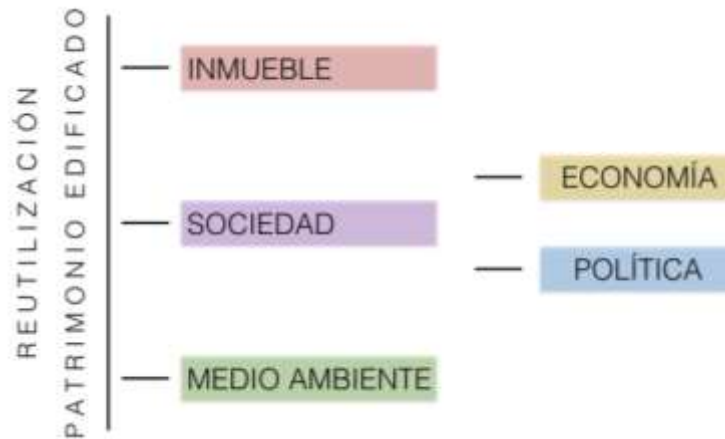 REUTILIZACIÓN
PATRIMONIO EDIFICADO
INMUEBLE
SOCIEDAD
MEDIO AMBIENTE
ECONOMÍA
POLÍTICA